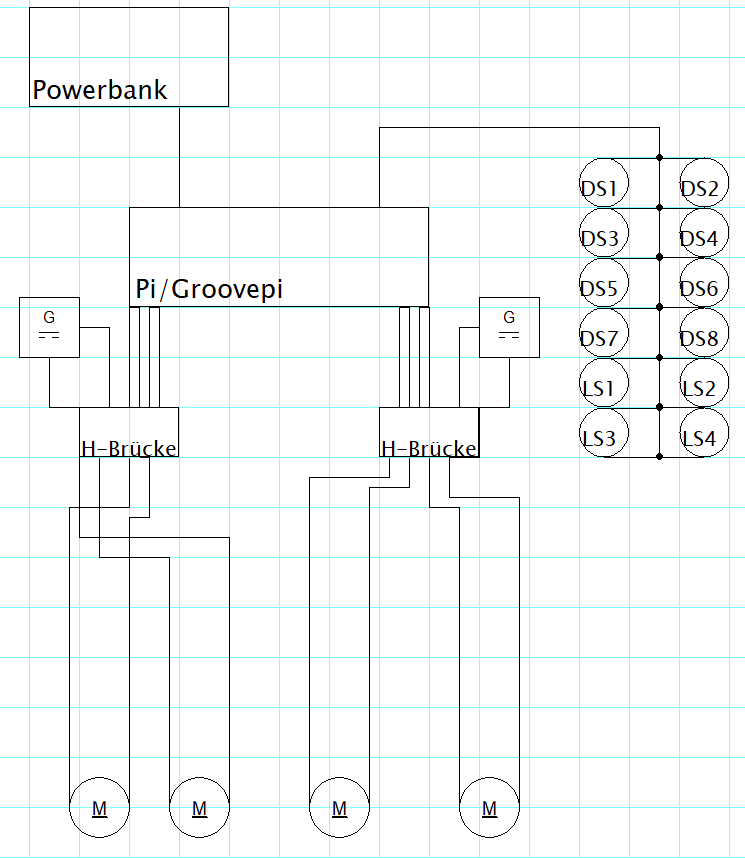 Powerbank
DS1
DS2
DS3
DS4
Pi/Groovepi
DS5
DS6
G
G
DS7
DS8
LS1
LS2
H-Brücke
H-Brücke
LS3
LS4
M
M
M
M